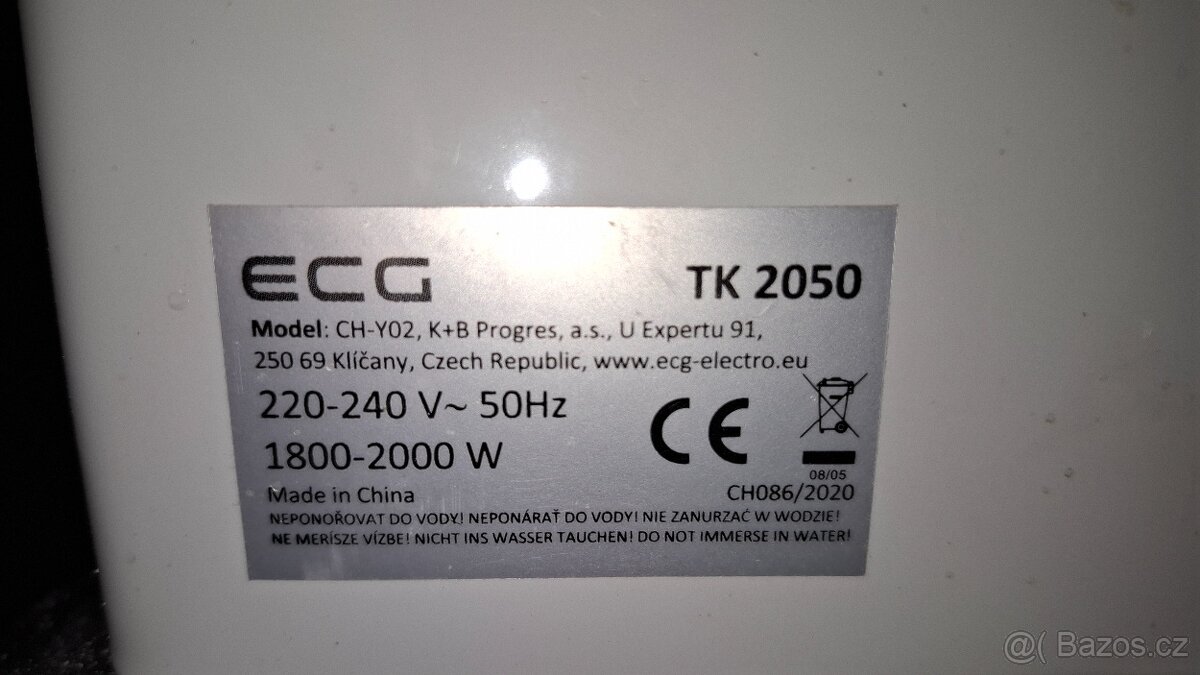 ECG
TK 2050
Model: CH-Y02, K+B Progres, a.s., U Expertu 91,
250 69 Klíčany, Czech Republic, www.ecg-electro.eu
220-240 V~ 50Hz
1800-2000 W
CE
08/05
Made in China
CH086/2020
NEPONOŘOVAT DO VODY! NEPONÁRAŤ DO VODY! NIE ZANURZAĆ W WODZIE!
NE MERÍSZE VÍZBE! NICHT INS WASSER TAUCHEN! DO NOT IMMERSE IN WATER!
@( Bazos.cz